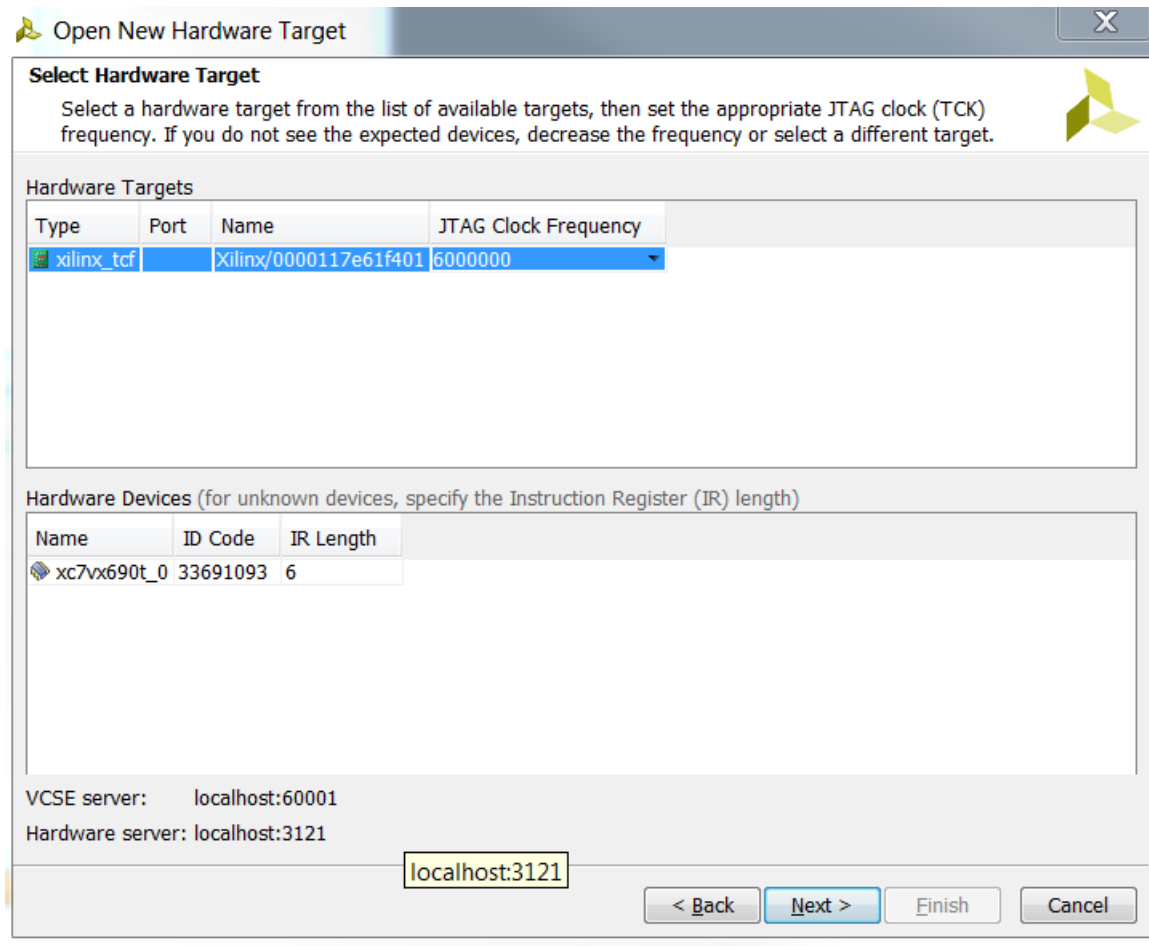 Open New Hardware Target
X
Select Hardware Target
Select a hardware target from the list of available targets, then set the appropriate JTAG clock (TCK)
frequency. If you do not see the expected devices, decrease the frequency or select a different target.
Hardware Targets
Type Port Name JTAG Clock Frequency
xilinx_tcf Xilinx/0000117e61f401 6000000
Hardware Devices (for unknown devices, specify the Instruction Register (IR) length)
Name ID Code IR Length
xc7vx690t_0 33691093 6
VCSE server: localhost:60001
Hardware server: localhost:3121
localhost:3121
< Back Next > Finish Cancel